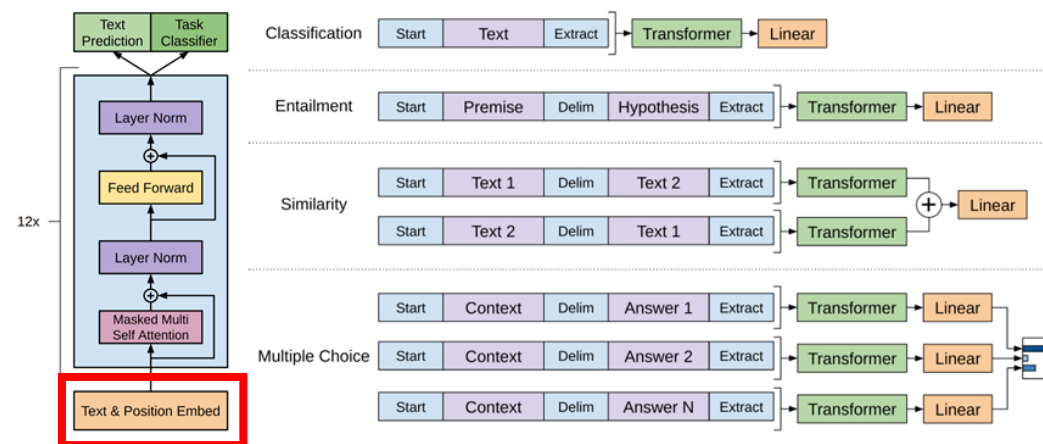 Text Prediction
Task Classifier
12x
Layer Norm
+
Feed Forward
Layer Norm
+
Masked Multi Self Attention
Text & Position Embed
Classification
Start Text Extract Transformer Linear
Entailment
Start Premise Delim Hypothesis Extract Transformer Linear
Similarity
Start Text 1 Delim Text 2 Extract Transformer
+ Linear
Start Text 2 Delim Text 1 Extract Transformer
Multiple Choice
Start Context Delim Answer 1 Extract Transformer Linear
Start Context Delim Answer 2 Extract Transformer Linear
Start Context Delim Answer N Extract Transformer Linear